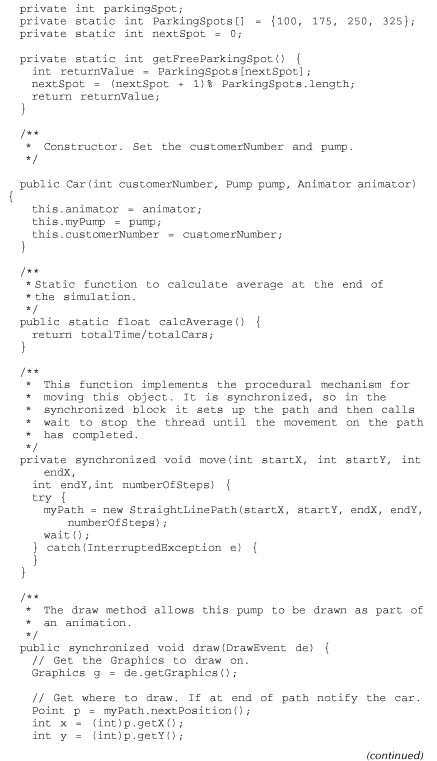 private int parkingSpot;
private static int ParkingSpots[] = {100, 175, 250, 325};
private static int nextSpot = 0;
private static int getFreeParkingSpot() {
int returnValue = ParkingSpots[nextSpot];
nextSpot = (nextSpot + 1)% ParkingSpots.length;
return returnValue;
}
/**
* Constructor. Set the customerNumber and pump.
*/
public Car(int customerNumber, Pump pump, Animator animator)
{
this.animator = animator;
this.myPump = pump;
this.customerNumber = customerNumber;
}
/**
* Static function to calculate average at the end of
* the simulation.
*/
public static float calcAverage() {
return totalTime/totalCars;
}
/**
* This function implements the procedural mechanism for
* moving this object. It is synchronized, so in the
* synchronized block it sets up the path and then calls
* wait to stop the thread until the movement on the path
* has completed.
*/
private synchronized void move(int startX, int startY, int
endX,
int endY,int numberOfSteps) {
try {
myPath = new StraightLinePath(startX, startY, endX, endY,
numberOfSteps);
wait();
} catch(InterruptedException e) {
}
}
/**
* The draw method allows this pump to be drawn as part of
* an animation.
*/
public synchronized void draw(DrawEvent de) {
// Get the Graphics to draw on.
Graphics g = de.getGraphics();
// Get where to draw. If at end of path notify the car.
Point p = myPath.nextPosition();
int x = (int)p.getX();
int y = (int)p.getY();
(continued)